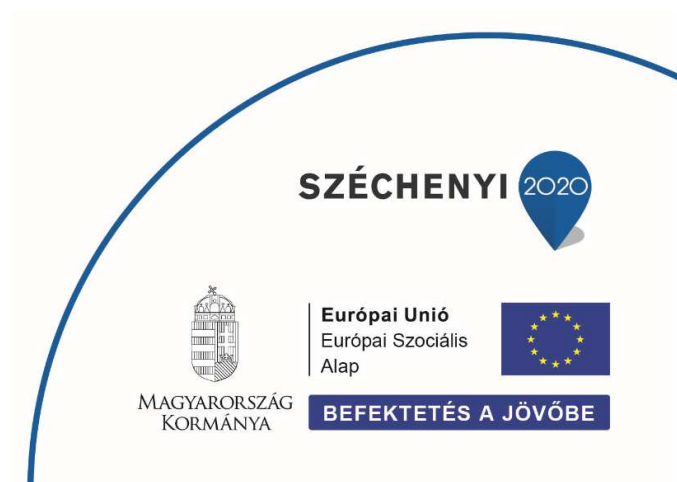 SZÉCHENYI 2020
Európai Unió
Európai Szociális
Alap
MAGYARORSZÁG
KORMÁNYA
BEFEKTETÉS A JÖVŐBE